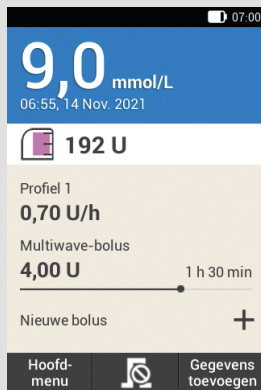 07:00
9,0 mmol/L
06:55, 14 Nov. 2021
192 U
Profiel 1
0,70 U/h
Multiwave-bolus
4,00 U 1 h 30 min
Nieuwe bolus +
Hoofd-
menu
Gegevens
toevoegen